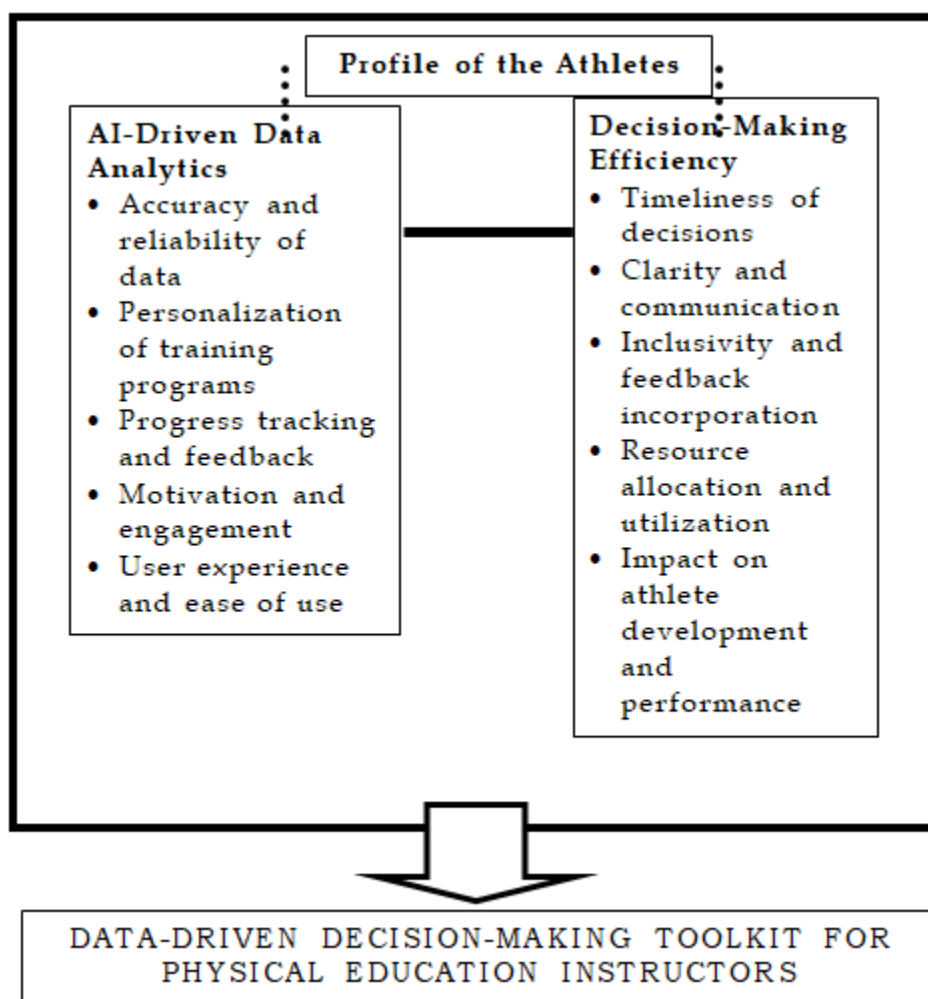 Profile of the Athletes
AI-Driven Data
Analytics
• Accuracy and
reliability of
data
• Personalization
of training
programs
• Progress tracking
and feedback
• Motivation and
engagement
• User experience
and ease of use
Decision-Making
Efficiency
• Timeliness of
decisions
• Clarity and
communication
• Inclusivity and
feedback
incorporation
• Resource
allocation and
utilization
• Impact on
athlete
development
and
performance
DATA-DRIVEN DECISION-MAKING TOOLKIT FOR
PHYSICAL EDUCATION INSTRUCTORS